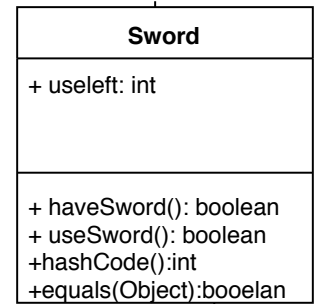 Sword
+ useleft: int
+ haveSword(): boolean
+ useSword(): boolean
+hashCode():int
+equals(Object):booelan